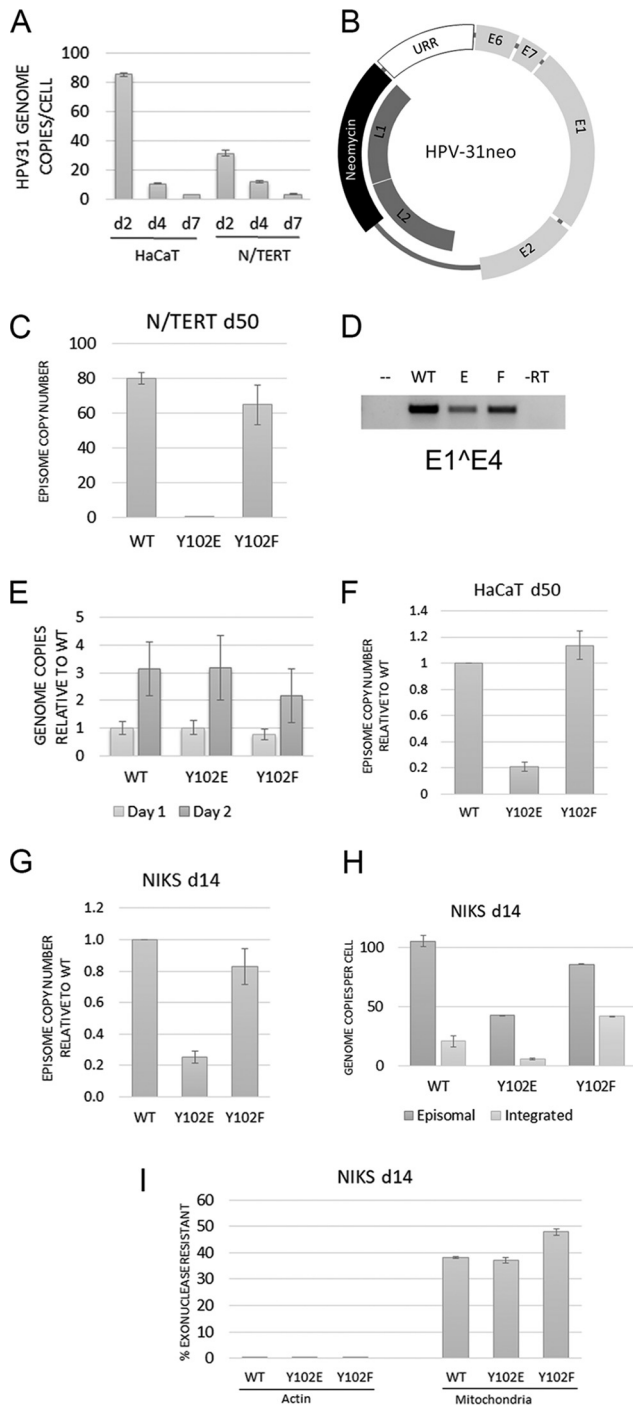 A
HPV31 GENOME
COPIES/CELL
100
80
60
40
20
0
d2 d4 d7 d2 d4 d7
HaCaT N/TERT
B
URR
E6
E7
E1
E2
L2
L1
Neomycin
HPV-31neo
C
N/TERT d50
EPISOME COPY NUMBER
100
80
60
40
20
0
WT Y102E Y102F
D
-- WT E F -RT
E1^E4
E
GENOME COPIES
RELATIVE TO WT
5
4
3
2
1
0
WT Y102E Y102F
Day 1 Day 2
F
HaCaT d50
EPISOME COPY NUMBER
RELATIVE TO WT
1.4
1.2
1
0.8
0.6
0.4
0.2
0
WT Y102E Y102F
G
NIKS d14
EPISOME COPY NUMBER
RELATIVE TO WT
1.2
1.0
0.8
0.6
0.4
0.2
0.0
WT Y102E Y102F
H
NIKS d14
GENOME COPIES PER CELL
100
50
0
WT Y102E Y102F
Episomal Integrated
I
NIKS d14
% EXONUCLEASE RESISTANT
60
50
40
30
20
10
0
WT Y102E Y102F WT Y102E Y102F
Actin Mitochondria